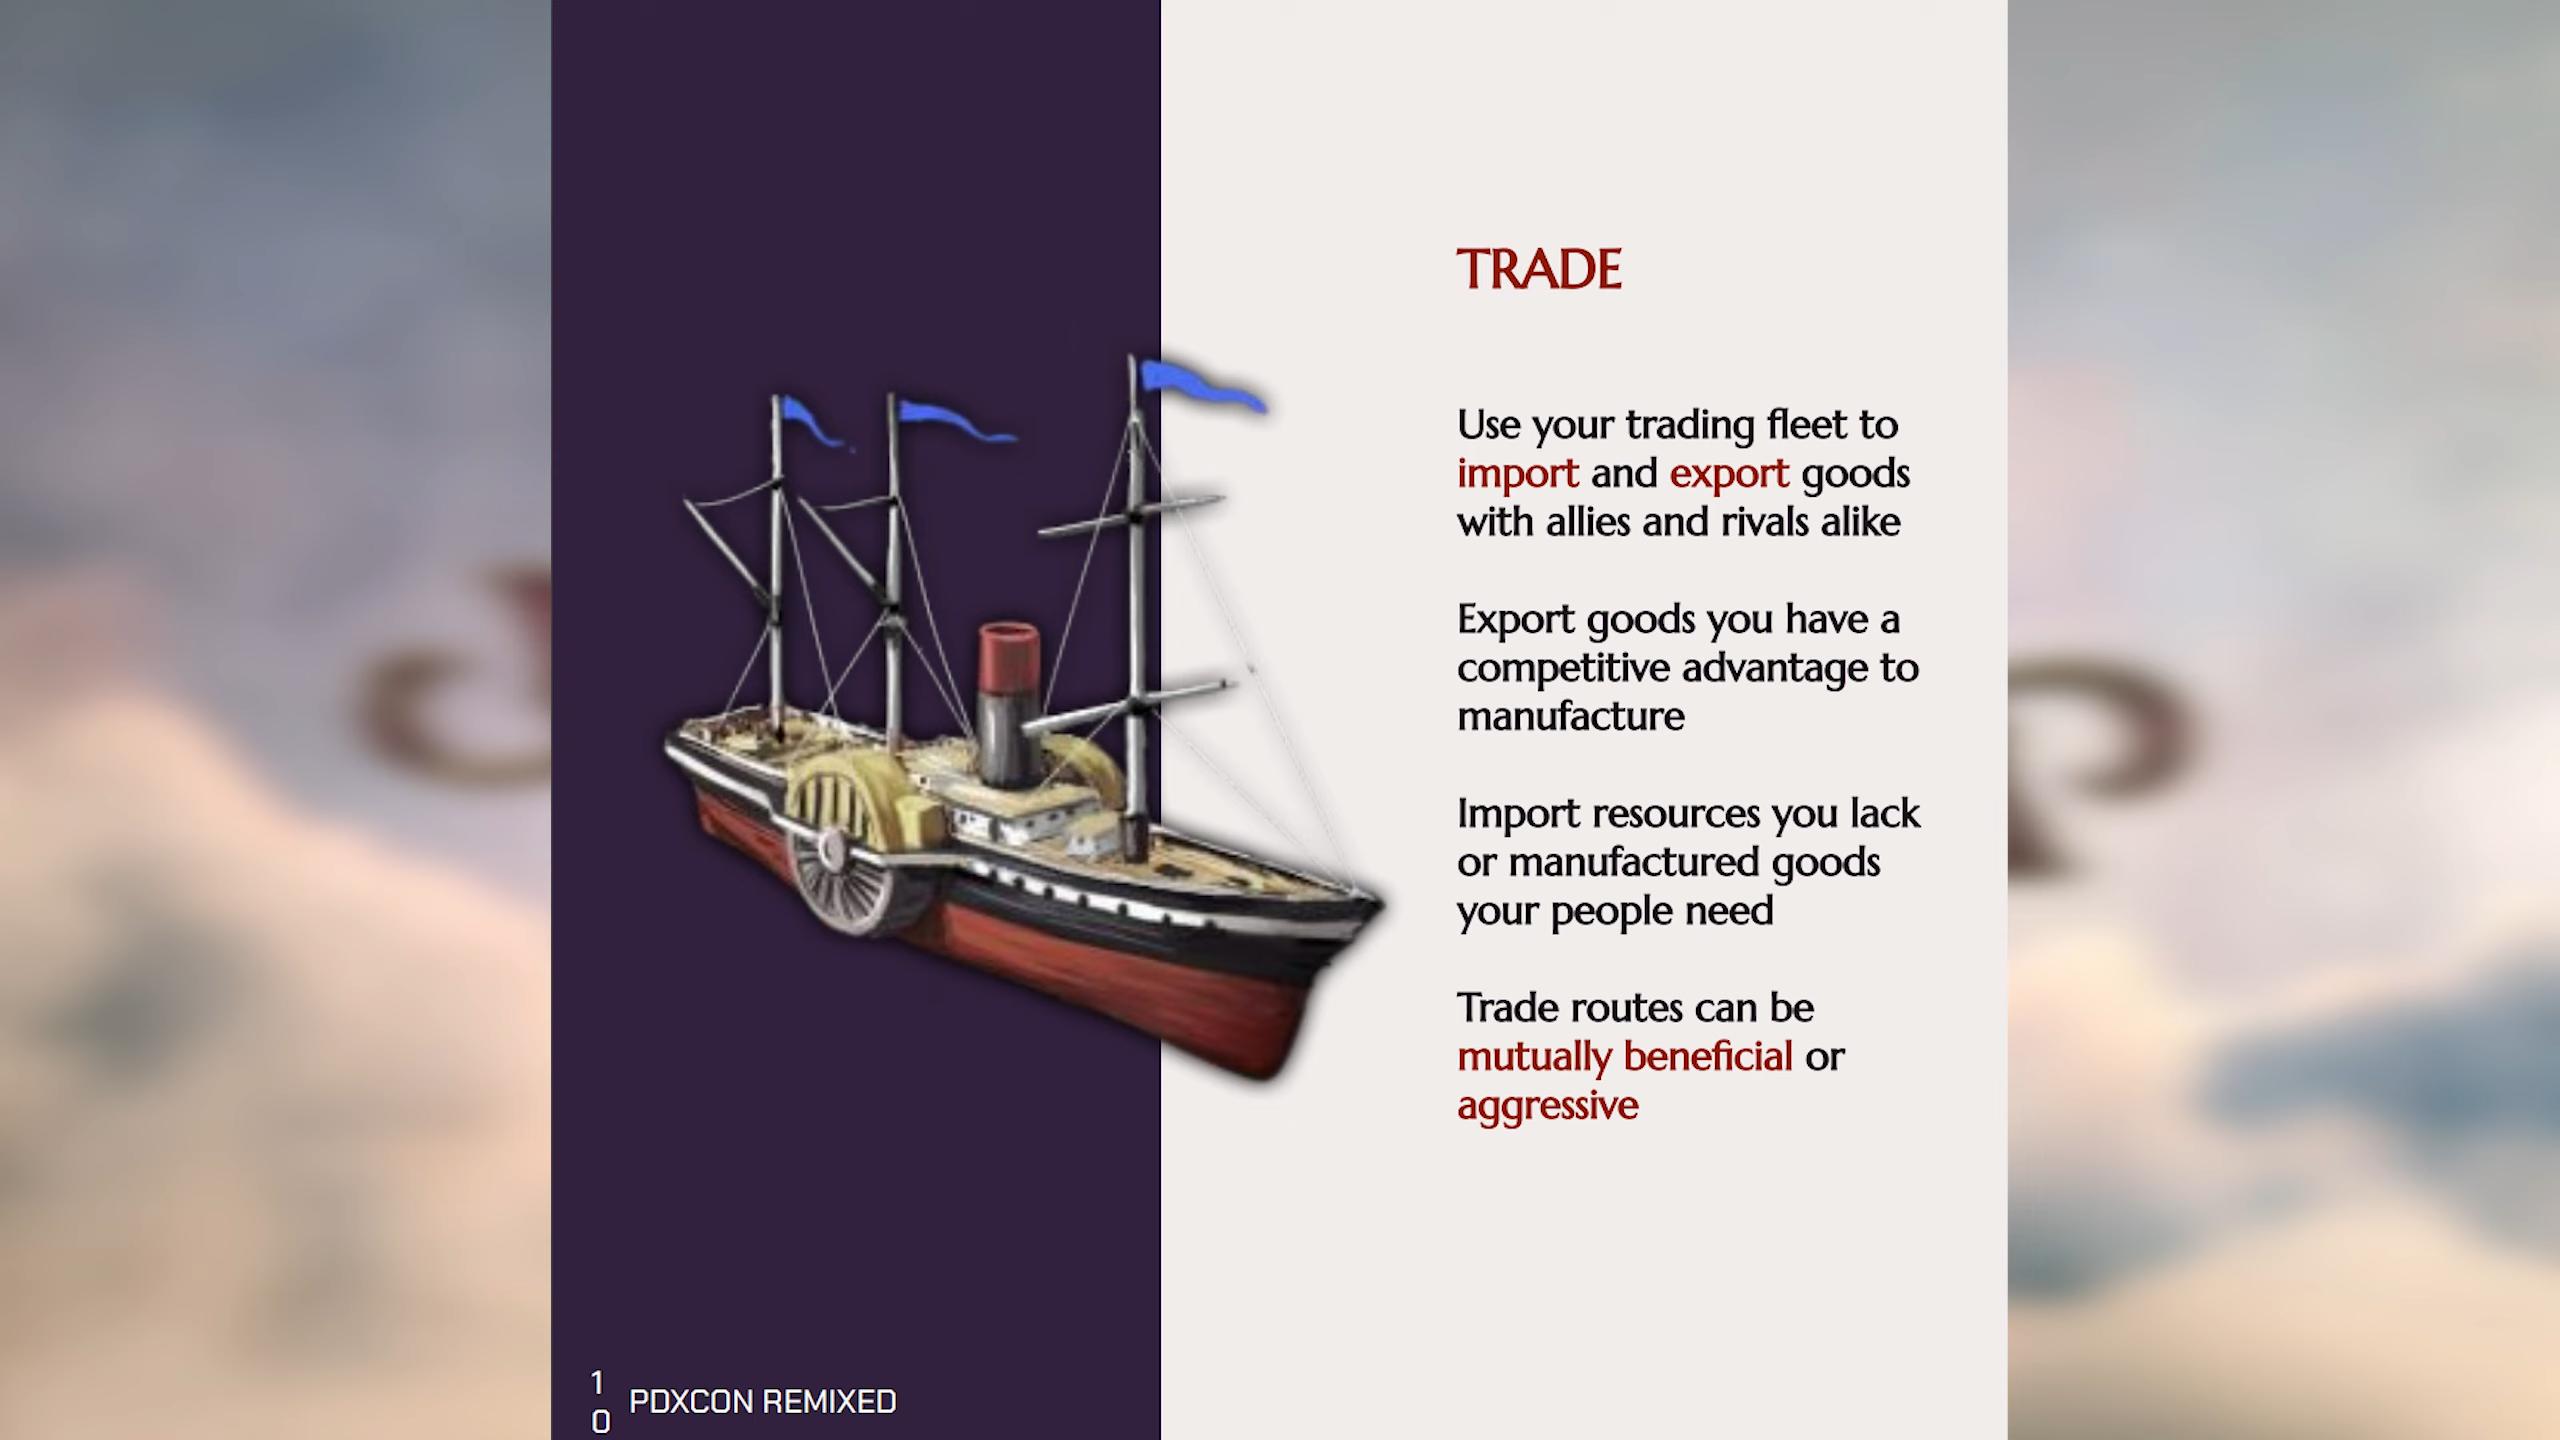 TRADE
Use your trading fleet to
import and export goods
with allies and rivals alike
Export goods you have a
competitive advantage to
manufacture
Import resources you lack
or manufactured goods
your people need
Trade routes can be
mutually beneficial or
aggressive
1
0
PDXCON REMIXED